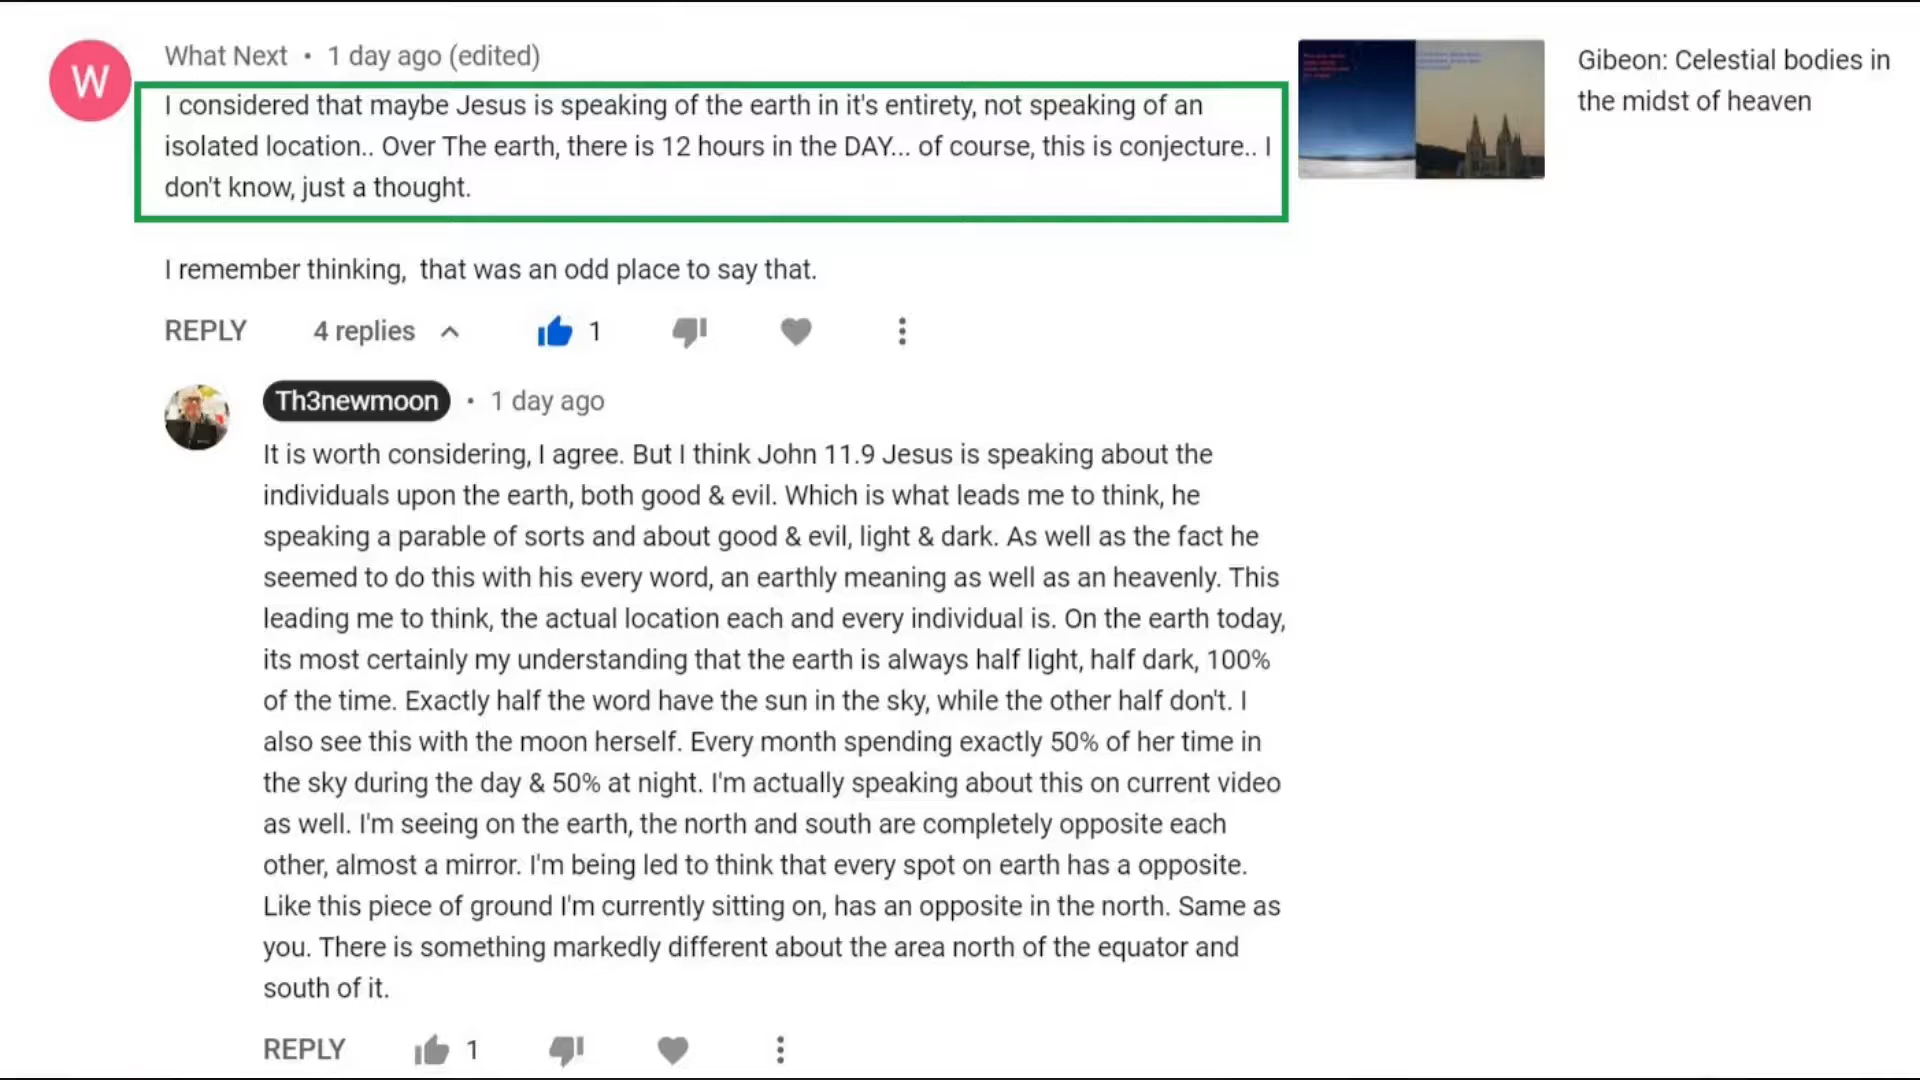 What Next • 1 day ago (edited)
W
I considered that maybe Jesus is speaking of the earth in it's entirety, not speaking of an
isolated location.. Over The earth, there is 12 hours in the DAY... of course, this is conjecture.. I
don't know, just a thought.
I remember thinking,  that was an odd place to say that.
REPLY 4 replies 1
Gibeon: Celestial bodies in
the midst of heaven
Th3newmoon • 1 day ago
It is worth considering, I agree. But I think John 11.9 Jesus is speaking about the
individuals upon the earth, both good & evil. Which is what leads me to think, he
speaking a parable of sorts and about good & evil, light & dark. As well as the fact he
seemed to do this with his every word, an earthly meaning as well as an heavenly. This
leading me to think, the actual location each and every individual is. On the earth today,
its most certainly my understanding that the earth is always half light, half dark, 100%
of the time. Exactly half the word have the sun in the sky, while the other half don't. I
also see this with the moon herself. Every month spending exactly 50% of her time in
the sky during the day & 50% at night. I'm actually speaking about this on current video
as well. I'm seeing on the earth, the north and south are completely opposite each
other, almost a mirror. I'm being led to think that every spot on earth has a opposite.
Like this piece of ground I'm currently sitting on, has an opposite in the north. Same as
you. There is something markedly different about the area north of the equator and
south of it.
REPLY 1